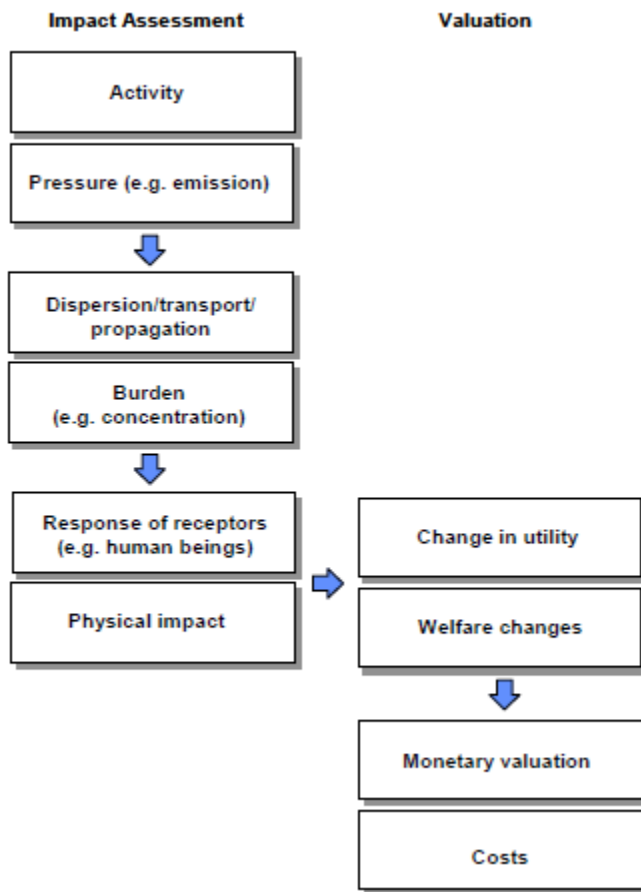 Impact Assessment
Valuation
Activity
Pressure (e.g. emission)
Dispersion/transport/
propagation
Burden
(e.g. concentration)
Response of receptors
(e.g. human beings)
Physical impact
Change in utility
Welfare changes
Monetary valuation
Costs